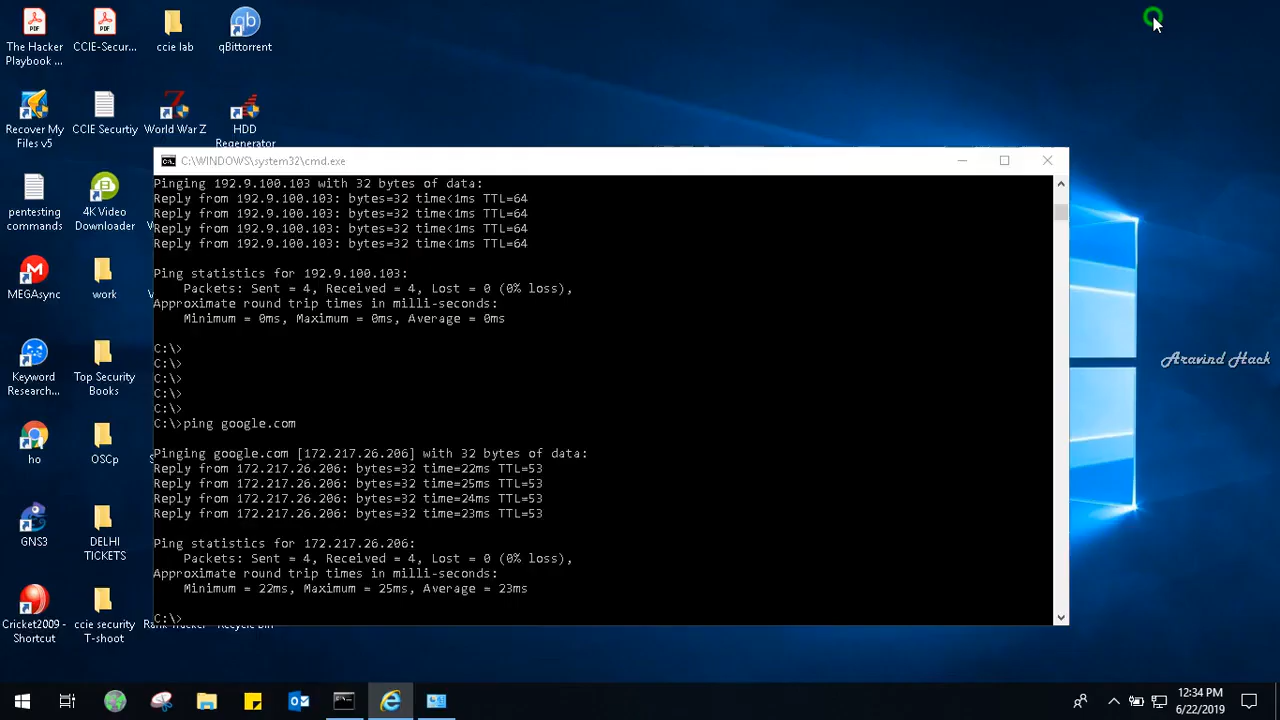 The Hacker
Playbook ...
CCIE-Secur...
ccie lab
qBittorrent
Recover My
Files v5
CCIE Securtiy
World War Z
HDD
Regenerator
pentesting
commands
4K Video
Downloader
MEGAsync
work
Keyword
Research...
Top Security
Books
ho
OSCp
GNS3
DELHI
TICKETS
Cricket2009 -
Shortcut
ccie security
T-shoot
C:\WINDOWS\system32\cmd.exe
Pinging 192.9.100.103 with 32 bytes of data:
Reply from 192.9.100.103: bytes=32 time<1ms TTL=64
Reply from 192.9.100.103: bytes=32 time<1ms TTL=64
Reply from 192.9.100.103: bytes=32 time<1ms TTL=64
Reply from 192.9.100.103: bytes=32 time<1ms TTL=64
Ping statistics for 192.9.100.103:
Packets: Sent = 4, Received = 4, Lost = 0 (0% loss),
Approximate round trip times in milli-seconds:
Minimum = 0ms, Maximum = 0ms, Average = 0ms
C:\>
C:\>
C:\>
C:\>
C:\>
C:\>ping google.com
Pinging google.com [172.217.26.206] with 32 bytes of data:
Reply from 172.217.26.206: bytes=32 time=22ms TTL=53
Reply from 172.217.26.206: bytes=32 time=25ms TTL=53
Reply from 172.217.26.206: bytes=32 time=24ms TTL=53
Reply from 172.217.26.206: bytes=32 time=23ms TTL=53
Ping statistics for 172.217.26.206:
Packets: Sent = 4, Received = 4, Lost = 0 (0% loss),
Approximate round trip times in milli-seconds:
Minimum = 22ms, Maximum = 25ms, Average = 23ms
C:\>
Aravind Hack
12:34 PM
6/22/2019